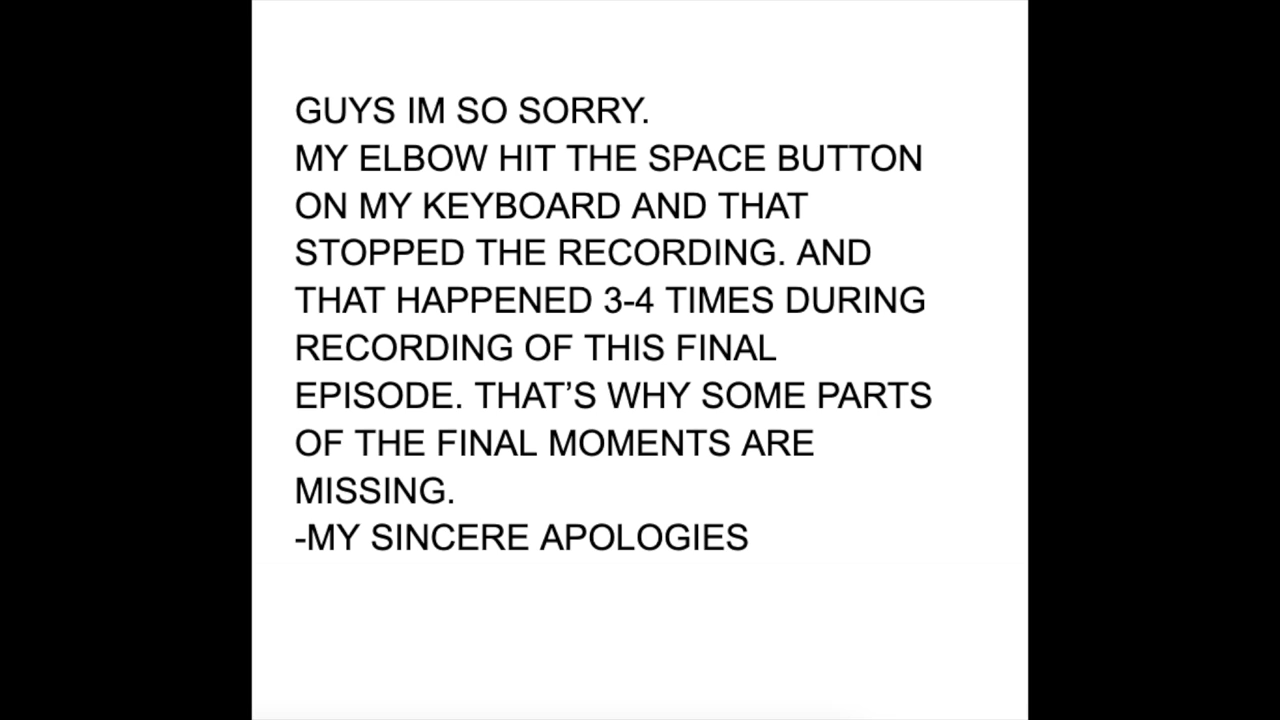 GUYS IM SO SORRY.
MY ELBOW HIT THE SPACE BUTTON
ON MY KEYBOARD AND THAT
STOPPED THE RECORDING. AND
THAT HAPPENED 3-4 TIMES DURING
RECORDING OF THIS FINAL
EPISODE. THAT’S WHY SOME PARTS
OF THE FINAL MOMENTS ARE
MISSING.
-MY SINCERE APOLOGIES